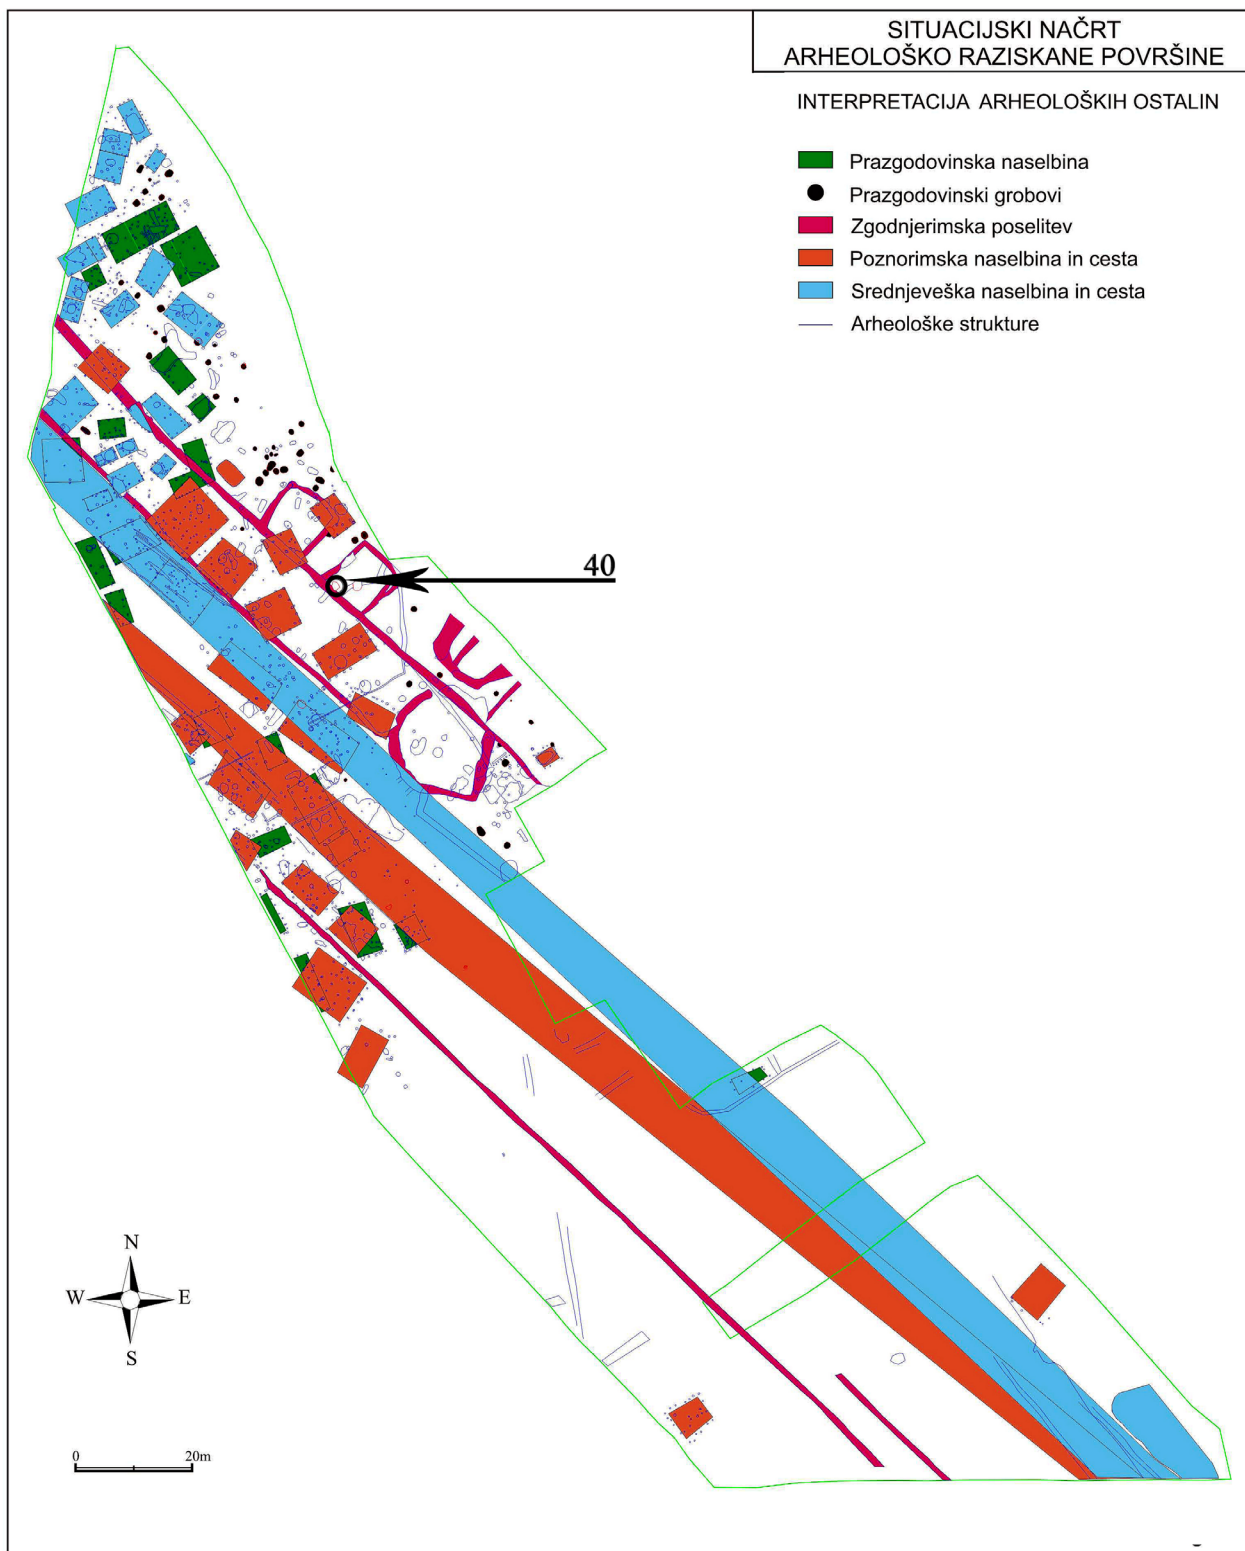 SITUACIJSKI NAČRT
ARHEOLOŠKO RAZISKANE POVRŠINE
INTERPRETACIJA ARHEOLOŠKIH OSTALIN
Prazgodovinska naselbina
Prazgodovinski grobovi
Zgodnjerimska poselitev
Poznorimska naselbina in cesta
Srednjeveška naselbina in cesta
Arheološke strukture
40
N
W E
S
0 20m